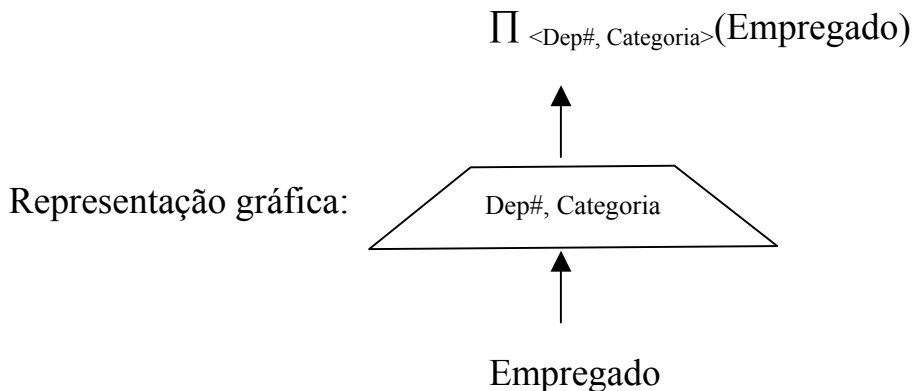 ∏ <Dep#, Categoria>(Empregado)
Representação gráfica:
Dep#, Categoria
Empregado